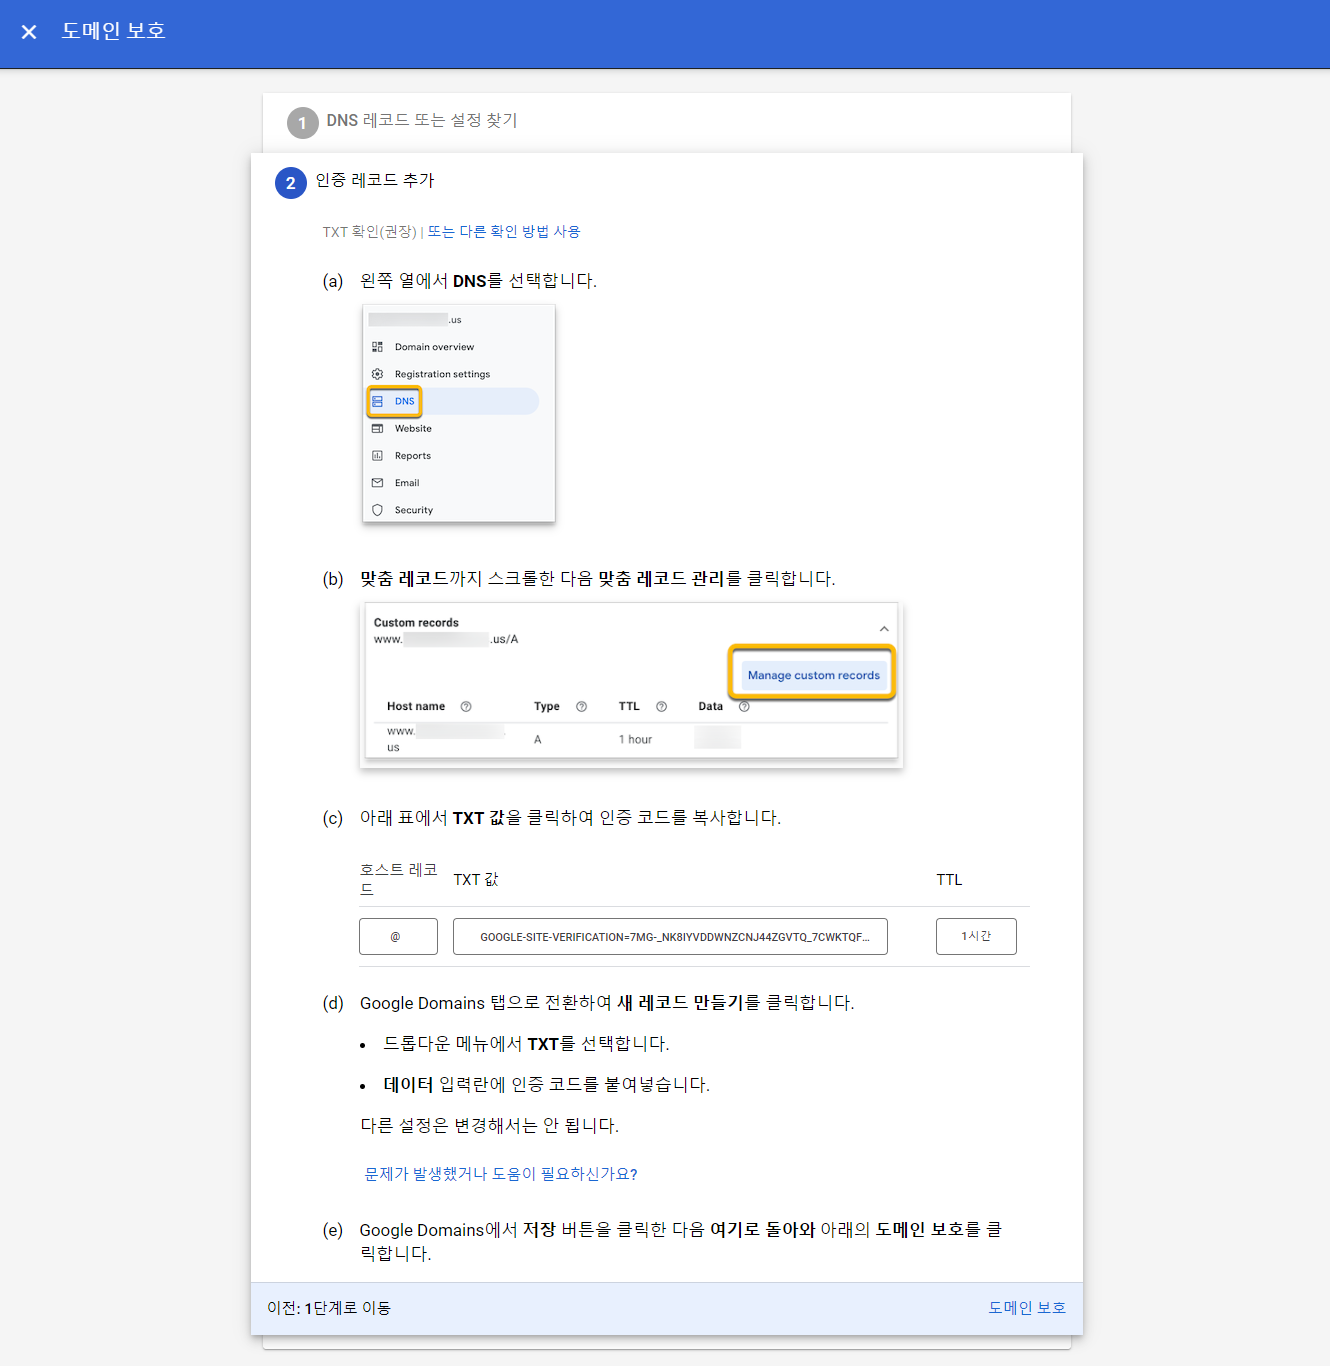 도메인 보호
1 DNS 레코드 또는 설정 찾기
2 인증 레코드 추가
TXT 확인(권장) | 또는 다른 확인 방법 사용
(a) 왼쪽 열에서 DNS를 선택합니다.
.us
Domain overview
Registration settings
DNS
Website
Reports
Email
Security
(b) 맞춤 레코드까지 스크롤한 다음 맞춤 레코드 관리를 클릭합니다.
Custom records
www. .us/A
Manage custom records
Host name Type TTL Data
www. .
us A 1 hour
(c) 아래 표에서 TXT 값을 클릭하여 인증 코드를 복사합니다.
호스트 레코
드 TXT 값 TTL
@ GOOGLE-SITE-VERIFICATION=7MG-_NK8IYVDDWNZCNJ44ZGVTQ_7CWKTQF... 1시간
(d) Google Domains 탭으로 전환하여 새 레코드 만들기를 클릭합니다.
• 드롭다운 메뉴에서 TXT를 선택합니다.
• 데이터 입력란에 인증 코드를 붙여넣습니다.
다른 설정은 변경해서는 안 됩니다.
문제가 발생했거나 도움이 필요하신가요?
(e) Google Domains에서 저장 버튼을 클릭한 다음 여기로 돌아와 아래의 도메인 보호를 클
릭합니다.
이전: 1단계로 이동 도메인 보호